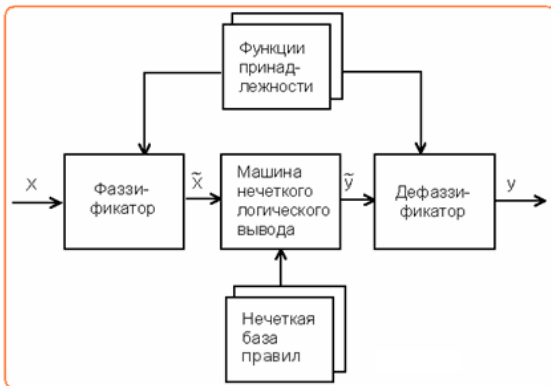 Функции
принад-
лежности
X
Фаззи-
фикатор
x̃
Машина
нечеткого
логического
вывода
ỹ
Дефаззи-
фикатор
y
Нечеткая
база
правил